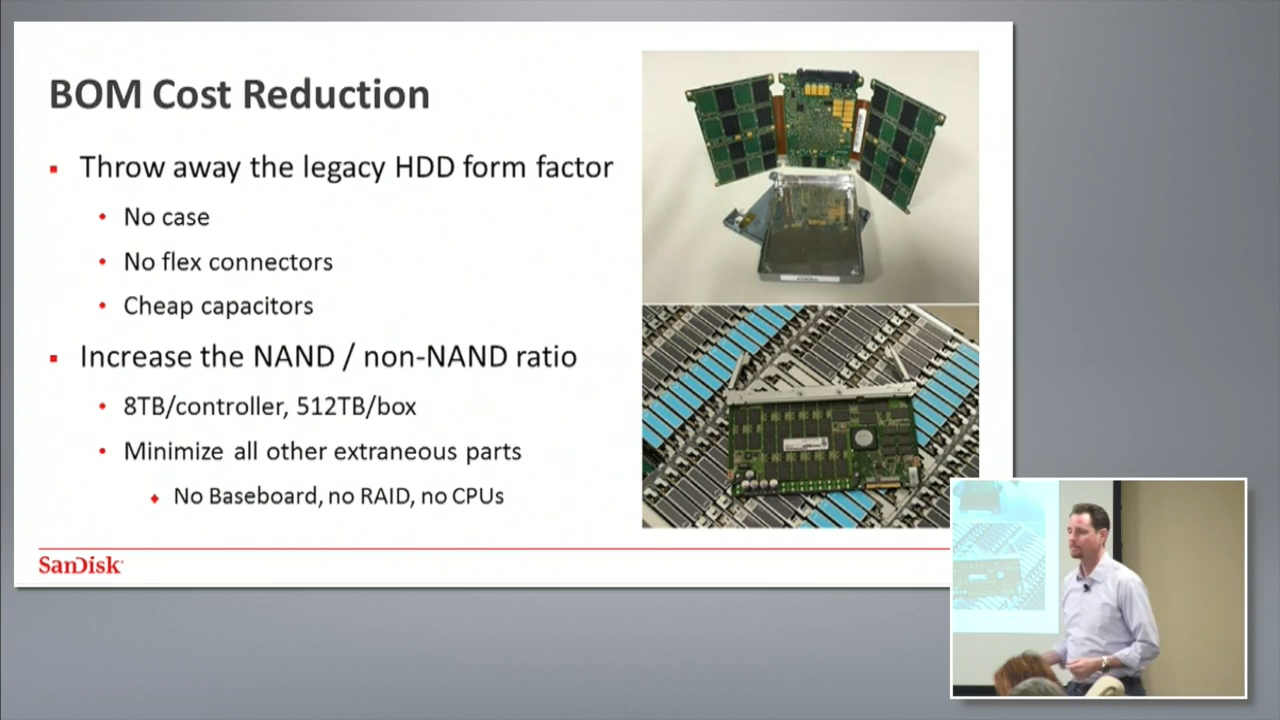 BOM Cost Reduction
Throw away the legacy HDD form factor
No case
No flex connectors
Cheap capacitors
Increase the NAND / non-NAND ratio
8TB/controller, 512TB/box
Minimize all other extraneous parts
No Baseboard, no RAID, no CPUs
SanDisk